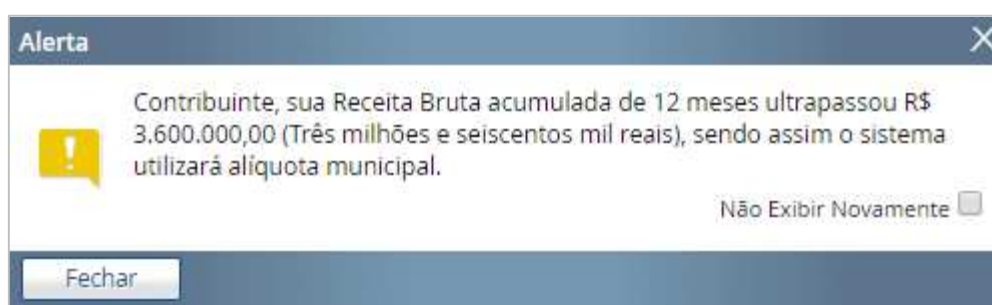 Alerta
Contribuinte, sua Receita Bruta acumulada de 12 meses ultrapassou R$
3.600.000,00 (Três milhões e seiscentos mil reais), sendo assim o sistema
utilizará alíquota municipal.
Não Exibir Novamente
Fechar